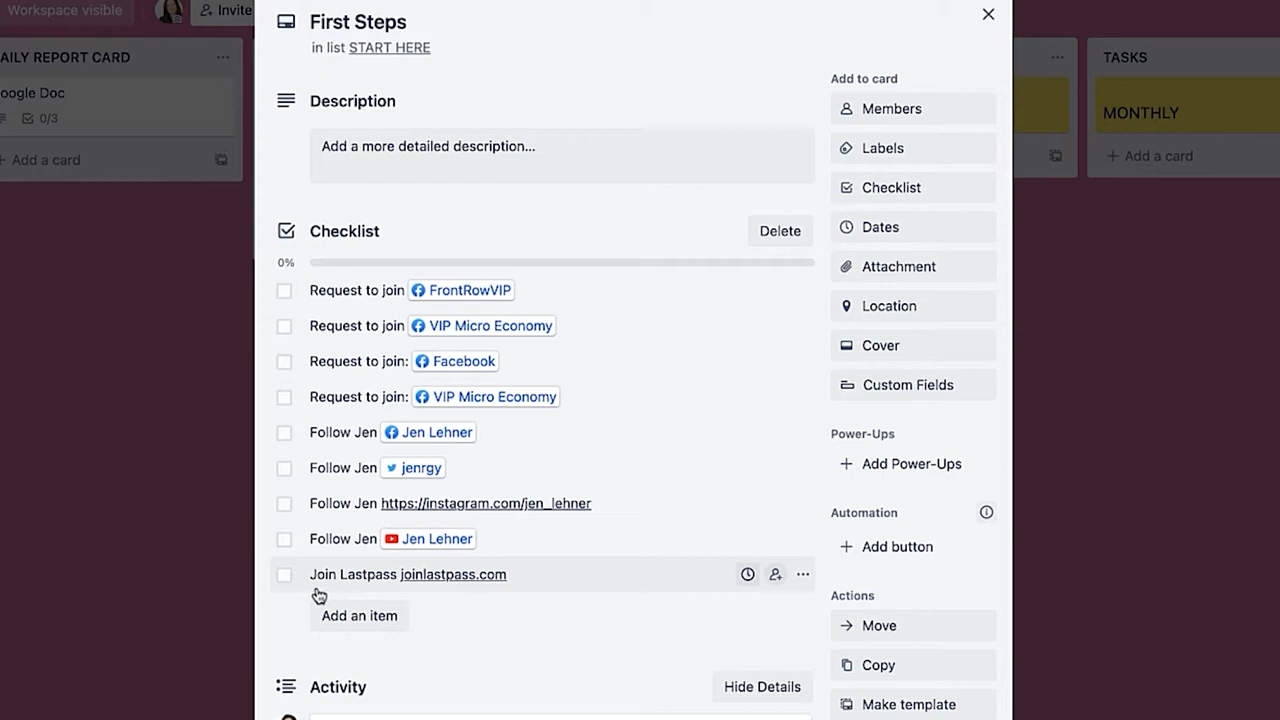 Workspace visible
Invite
First Steps
in list START HERE
AILY REPORT CARD
oogle Doc
0/3
+ Add a card
Description
Add a more detailed description...
Checklist
Delete
0%
Request to join FrontRowVIP
Request to join VIP Micro Economy
Request to join: Facebook
Request to join: VIP Micro Economy
Follow Jen Jen Lehner
Follow Jen jenrgy
Follow Jen https://instagram.com/jen_lehner
Follow Jen Jen Lehner
Join Lastpass joinlastpass.com
Add an item
Activity
Hide Details
Add to card
Members
Labels
Checklist
Dates
Attachment
Location
Cover
Custom Fields
Power-Ups
+ Add Power-Ups
Automation
+ Add button
Actions
Move
Copy
Make template
TASKS
MONTHLY
+ Add a card